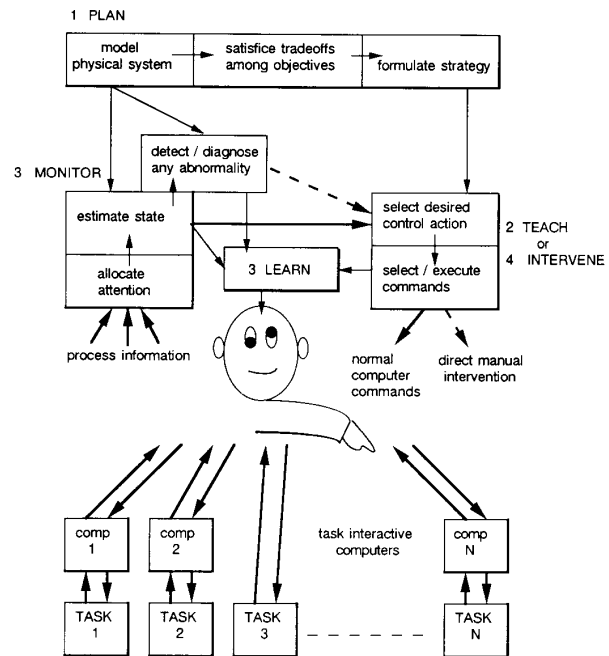 1 PLAN
model
physical system
satisfice tradeoffs
among objectives
formulate strategy
detect / diagnose
any abnormality
3 MONITOR
estimate state
allocate
attention
process information
3 LEARN
select desired
control action
select / execute
commands
2 TEACH
or
4 INTERVENE
normal
computer
commands
direct manual
intervention
comp
1
comp
2
task interactive
computers
comp
N
TASK
1
TASK
2
TASK
3
TASK
N